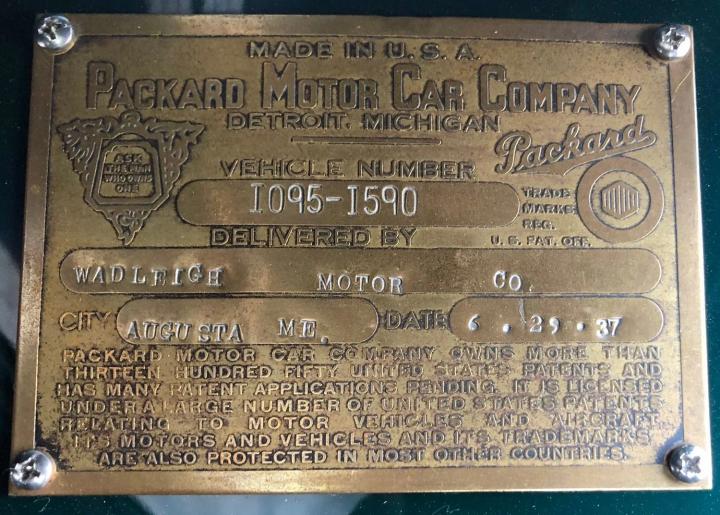 MADE IN U.S.A.
PACKARD MOTOR CAR COMPANY
DETROIT, MICHIGAN
Packard
ASK
THE MAN
WHO OWNS
ONE
VEHICLE NUMBER
1095-1590
TRADE
MARKS
REG.
U.S. PAT. OFF.
DELIVERED BY
WADLEIGH MOTOR CO.
CITY AUGUSTA ME. DATE 6.29.37
PACKARD MOTOR CAR COMPANY OWNS MORE THAN
THIRTEEN HUNDRED FIFTY UNITED STATES PATENTS AND
HAS MANY PATENT APPLICATIONS PENDING. IT IS LICENSED
UNDER A LARGE NUMBER OF UNITED STATES PATENTS
RELATING TO MOTOR VEHICLES AND AIRCRAFT.
ITS MOTORS AND VEHICLES AND ITS TRADEMARKS
ARE ALSO PROTECTED IN MOST OTHER COUNTRIES.